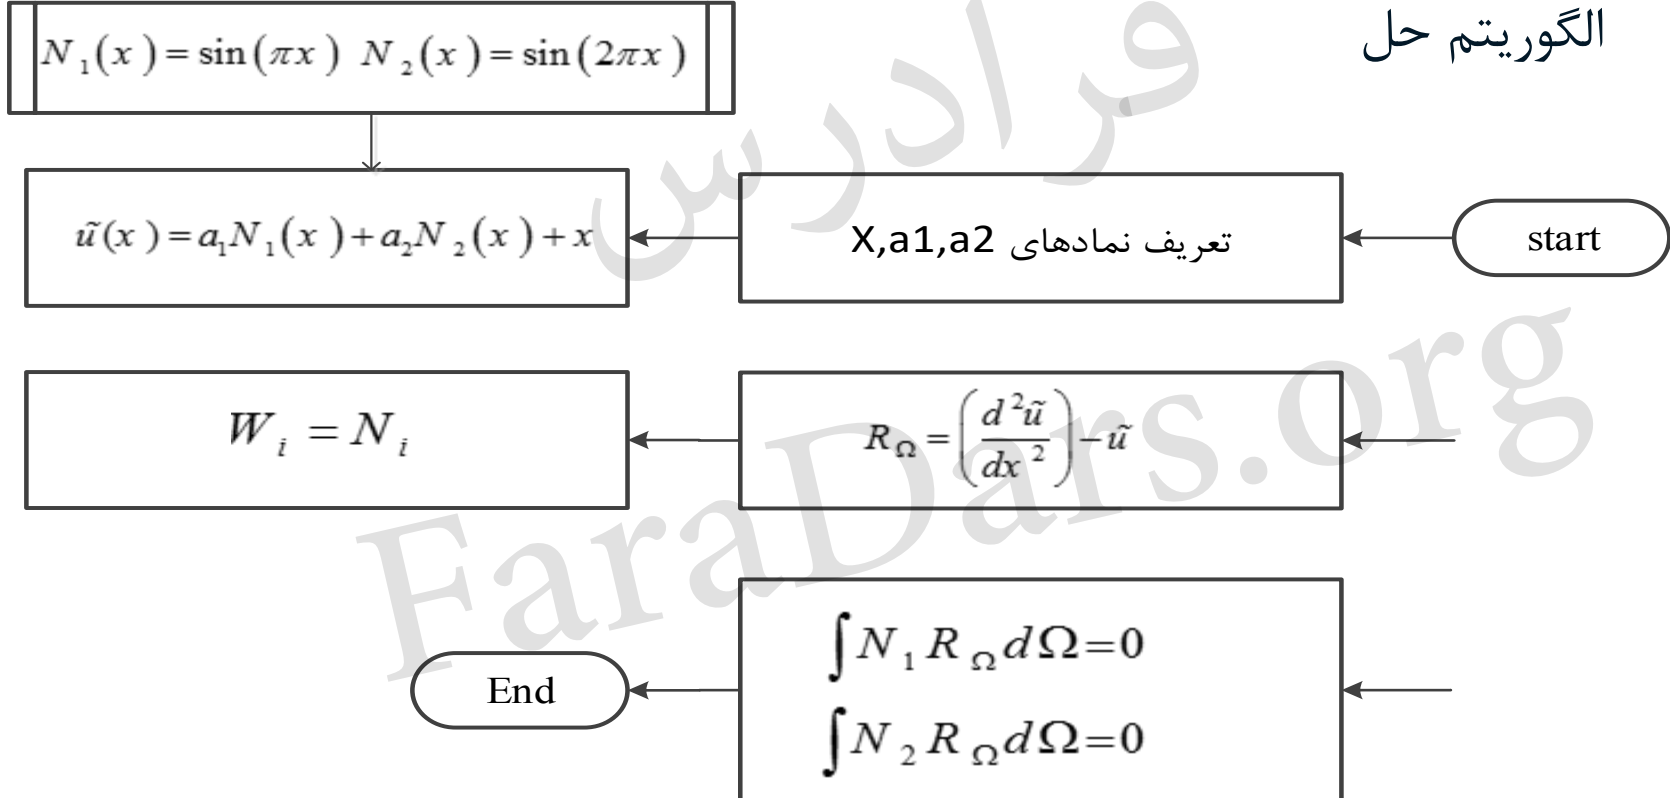 الگوریتم حل
N₁(x) = sin(πx) N₂(x) = sin(2πx)
start
تعریف نمادهای X,a1,a2
ũ(x) = a₁N₁(x) + a₂N₂(x) + x
R_Ω = (d²ũ/dx²) − ũ
W_i = N_i
∫N₁R_Ω dΩ=0
∫N₂R_Ω dΩ=0
End
فرادرس
FaraDars.org